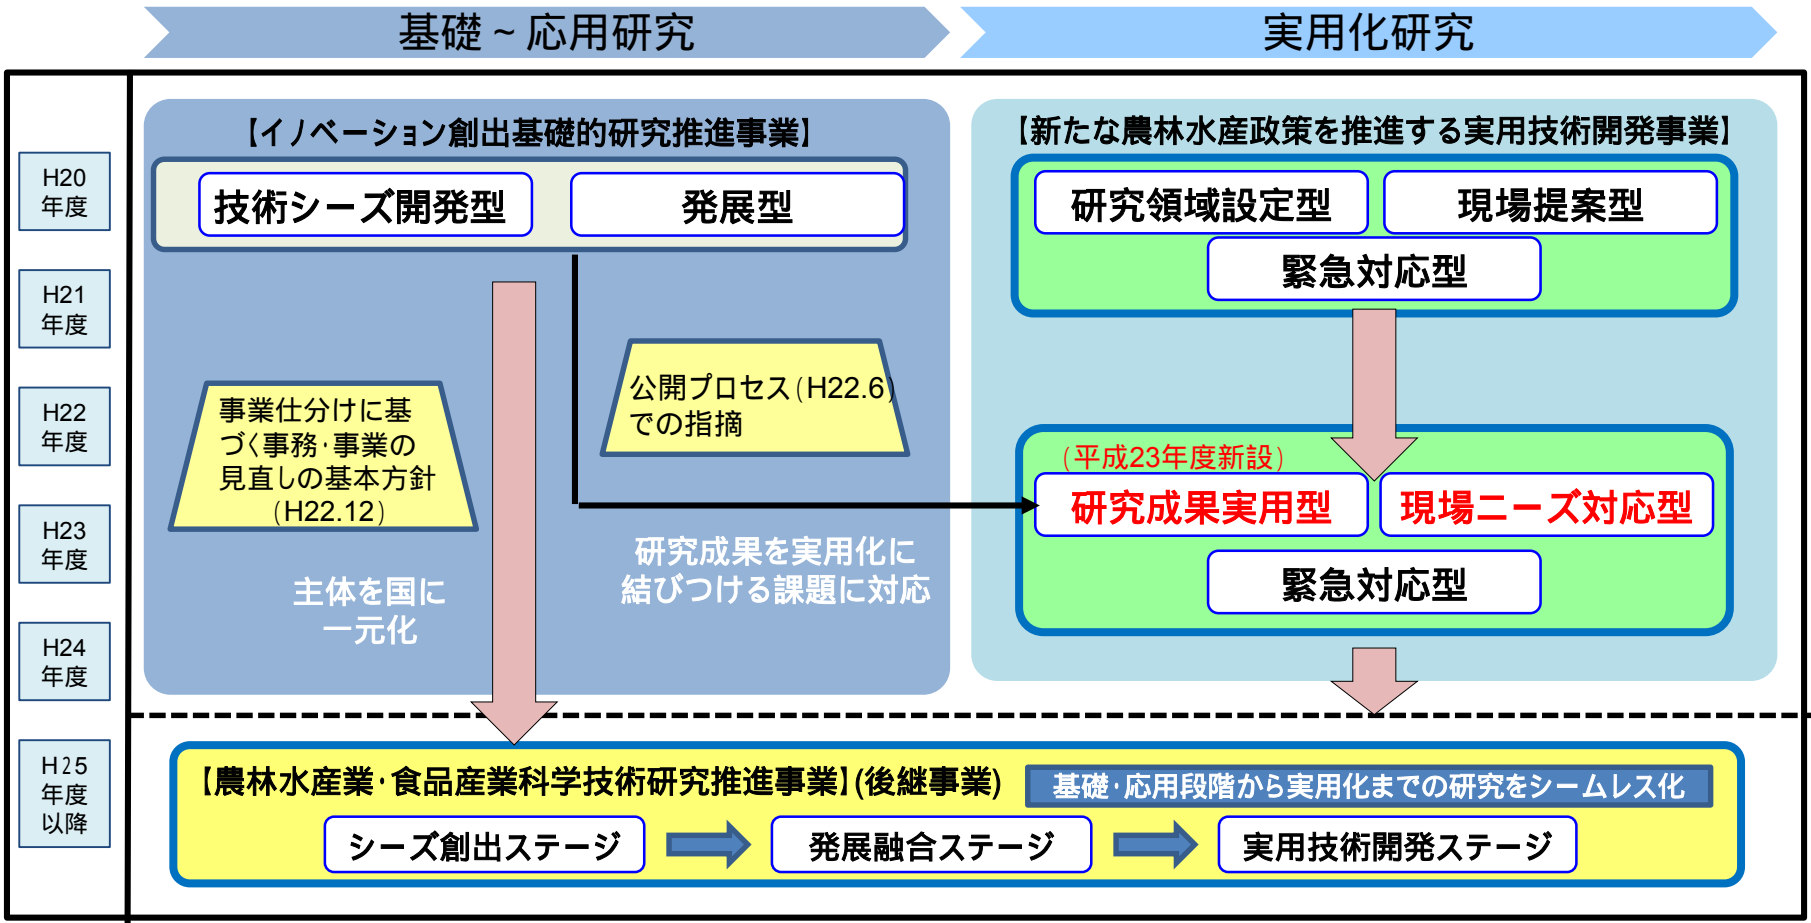 基礎~応用研究
実用化研究
H20
年度
H21
年度
H22
年度
H23
年度
H24
年度
H25
年度
以降
【イノベーション創出基礎的研究推進事業】
技術シーズ開発型
発展型
事業仕分けに基
づく事務・事業の
見直しの基本方針
(H22.12)
公開プロセス(H22.6)
での指摘
主体を国に
一元化
研究成果を実用化に
結びつける課題に対応
【新たな農林水産政策を推進する実用技術開発事業】
研究領域設定型
現場提案型
緊急対応型
(平成23年度新設)
研究成果実用型
現場ニーズ対応型
緊急対応型
【農林水産業・食品産業科学技術研究推進事業】(後継事業)
基礎・応用段階から実用化までの研究をシームレス化
シーズ創出ステージ
発展融合ステージ
実用技術開発ステージ